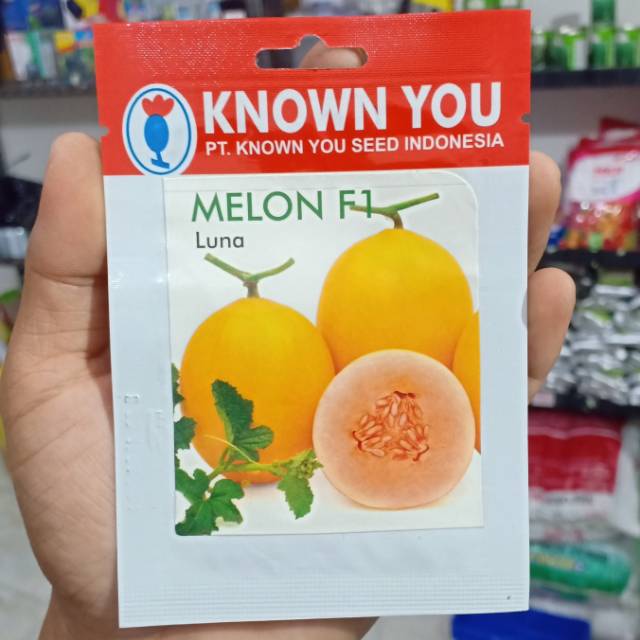 KNOWN YOU
PT. KNOWN YOU SEED INDONESIA
MELON F1
Luna